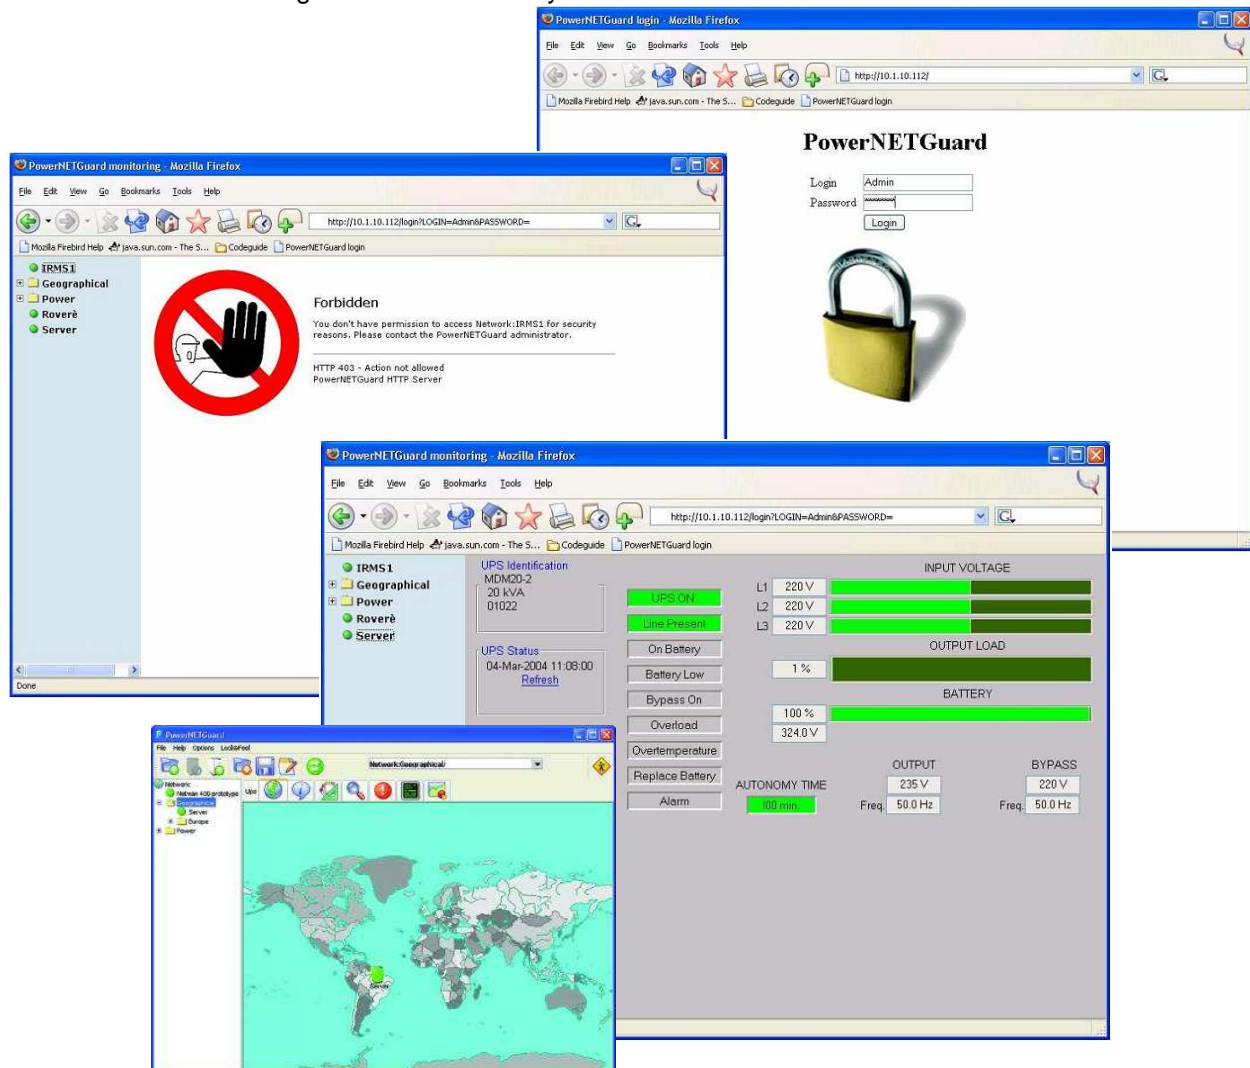 PowerNETGuard login - Mozilla Firefox
File Edit View Go Bookmarks Tools Help
http://10.1.10.112/
G
Mozilla Firebird Help java.sun.com - The S... Codeguide PowerNETGuard login
PowerNETGuard
Login Admin
Password ********
Login
PowerNETGuard monitoring - Mozilla Firefox
File Edit View Go Bookmarks Tools Help
http://10.1.10.112/login?LOGIN=Admin&PASSWORD=
G
Mozilla Firebird Help java.sun.com - The S... Codeguide PowerNETGuard login
IRMS1
Geographical
Power
Roverè
Server
Forbidden
You don't have permission to access Network:IRMS1 for security
reasons. Please contact the PowerNETGuard administrator.
HTTP 403 - Action not allowed
PowerNETGuard HTTP Server
Done
PowerNETGuard monitoring - Mozilla Firefox
File Edit View Go Bookmarks Tools Help
http://10.1.10.112/login?LOGIN=Admin&PASSWORD=
G
Mozilla Firebird Help java.sun.com - The S... Codeguide PowerNETGuard login
IRMS1
Geographical
Power
Roverè
Server
UPS Identification
MDM20-2
20 kVA
01022
UPS Status
04-Mar-2004 11:08:00
Refresh
UPS ON
Line Present
On Battery
Battery Low
Bypass On
Overload
Overtemperature
Replace Battery
Alarm
INPUT VOLTAGE
L1 220 V
L2 220 V
L3 220 V
OUTPUT LOAD
1 %
BATTERY
100 %
324.0 V
AUTONOMY TIME
100 min.
OUTPUT
235 V
Freq. 50.0 Hz
BYPASS
220 V
Freq. 50.0 Hz
PowerNETGuard
File Help Options Look&Feel
Network:Geographical/
Network
Netman 400 prototype
Geographical
Server
Europe
Power
Ups
Server